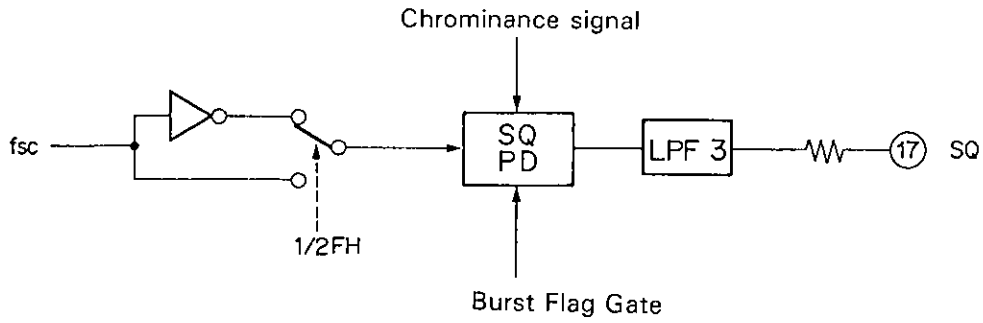 Chrominance signal
fsc
SQ
PD
LPF 3
17
SQ
1/2FH
Burst Flag Gate